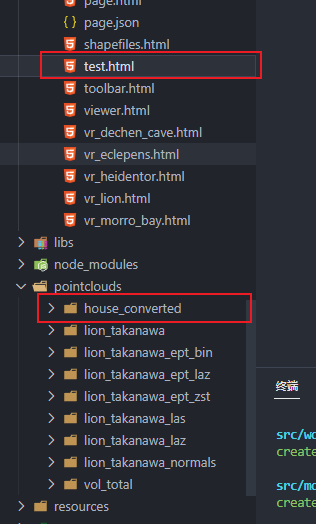 page.html
page.json
shapefiles.html
test.html
toolbar.html
viewer.html
vr_dechen_cave.html
vr_eclepens.html
vr_heidentor.html
vr_lion.html
vr_morro_bay.html
libs
node_modules
pointclouds
house_converted
lion_takanawa
lion_takanawa_ept_bin
lion_takanawa_ept_laz
lion_takanawa_ept_zst
lion_takanawa_las
lion_takanawa_laz
lion_takanawa_normals
vol_total
resources
终端
src/wo
create
src/mo
create